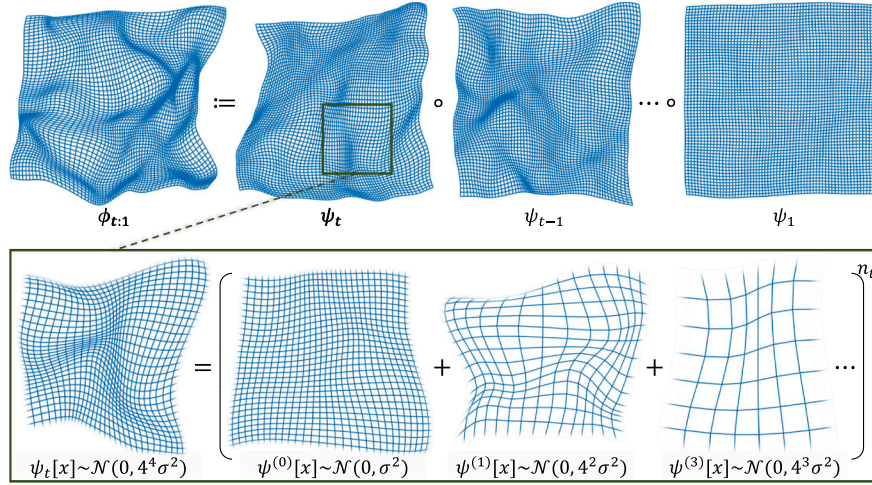 := ∘ ⋯ ∘
ϕ_{t:1} ψ_t ψ_{t−1} ψ_1
= ( + + ⋯ )^{n_t}
ψ_t[x]~𝒩(0, 4^4σ^2) ψ^{(0)}[x]~𝒩(0, σ^2) ψ^{(1)}[x]~𝒩(0, 4^2σ^2) ψ^{(3)}[x]~𝒩(0, 4^3σ^2)